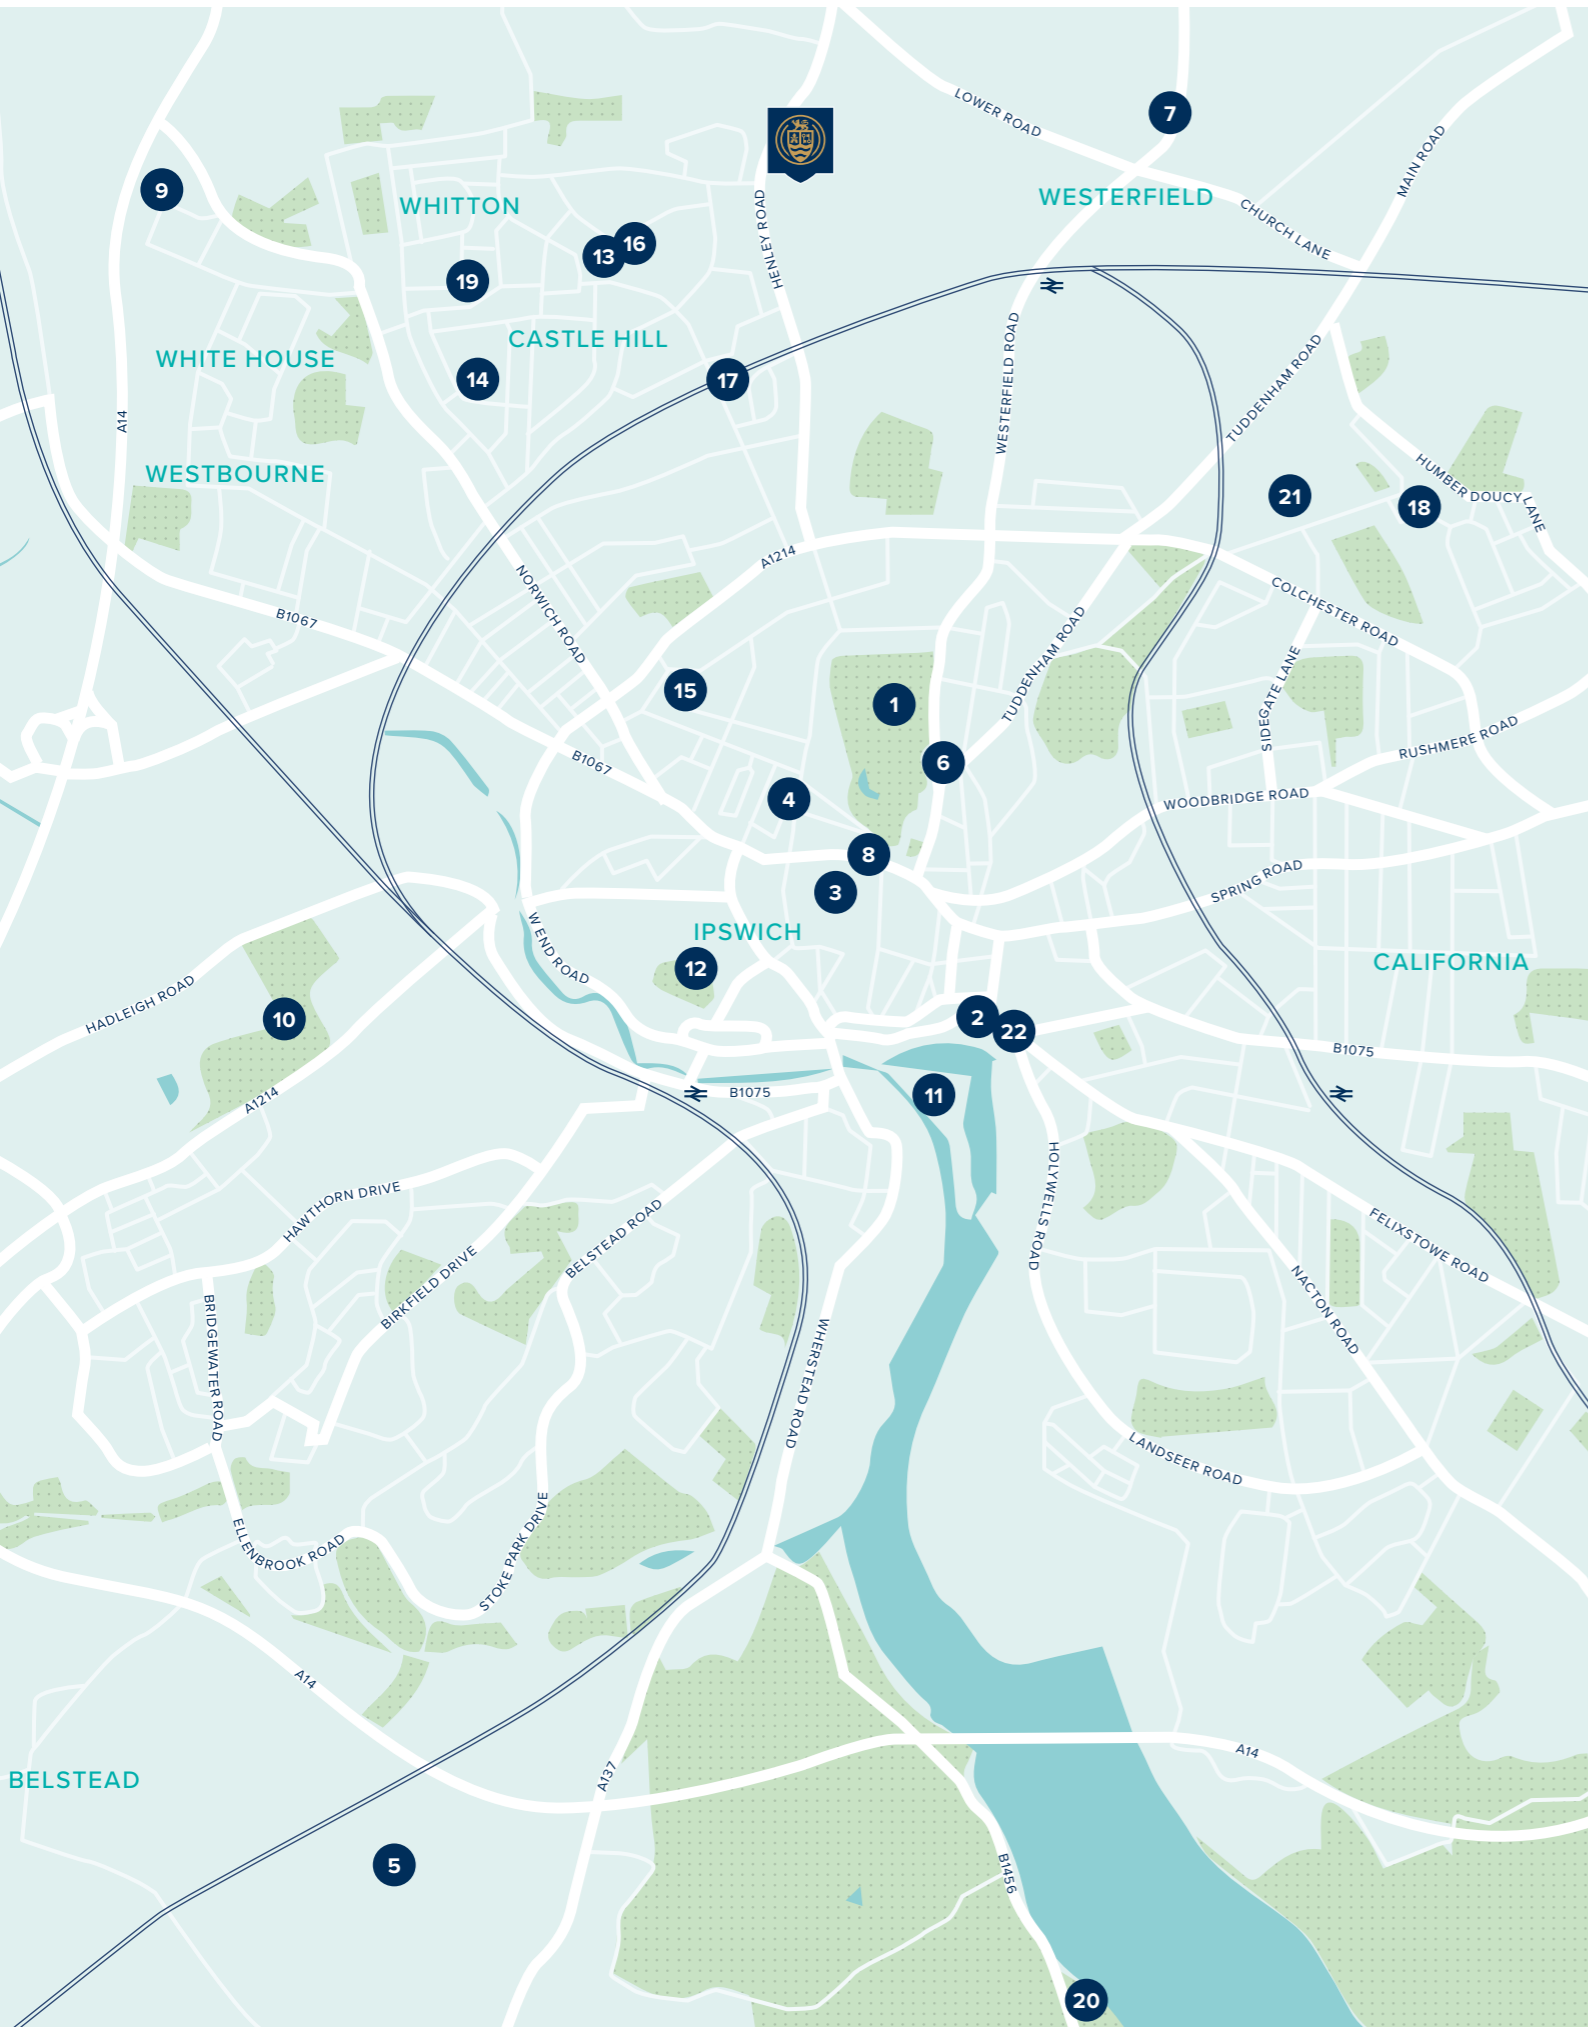 LOWER ROAD
7
MAIN ROAD
9
WHITTON
HENLEY ROAD
WESTERFIELD
CHURCH LANE
16
13
19
CASTLE HILL
WHITE HOUSE
14
17
WESTERFIELD ROAD
TUDDENHAM ROAD
A14
WESTBOURNE
HUMBER DOUCY LANE
21
18
A1214
NORWICH ROAD
B1067
COLCHESTER ROAD
TUDDENHAM ROAD
SIDEGATE LANE
15
1
RUSHMERE ROAD
6
B1067
4
WOODBRIDGE ROAD
8
3
SPRING ROAD
W END ROAD
IPSWICH
CALIFORNIA
12
HADLEIGH ROAD
10
2
22
B1075
A1214
B1075
11
HOLYWELLS ROAD
HAWTHORN DRIVE
BELSTEAD ROAD
BIRKFIELD DRIVE
FELIXSTOWE ROAD
NACTON ROAD
BRIDGEWATER ROAD
WHERSTEAD ROAD
LANDSEER ROAD
ELLENBROOK ROAD
STOKE PARK DRIVE
A14
A14
BELSTEAD
A137
5
B1456
20